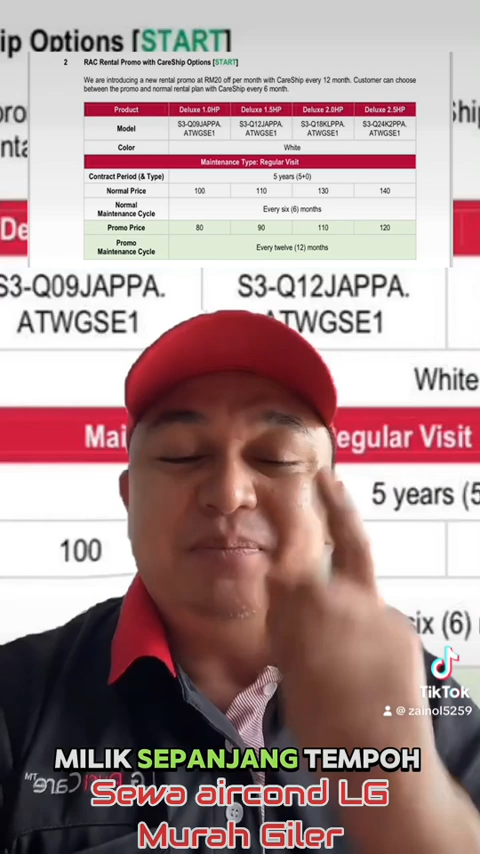 ip Options [START]
2 RAC Rental Promo with CareShip Options [START]
We are introducing a new rental promo at RM20 off per month with CareShip every 12 month. Customer can choose
between the promo and normal rental plan with CareShip every 6 month.
Product Deluxe 1.0HP Deluxe 1.5HP Deluxe 2.0HP Deluxe 2.5HP
Model S3-Q09JAPPA. ATWGSE1 S3-Q12JAPPA. ATWGSE1 S3-Q18KLPPA. ATWGSE1 S3-Q24K2PPA. ATWGSE1
Color White
Maintenance Type: Regular Visit
Contract Period (& Type) 5 years (5+0)
Normal Price 100 110 130 140
Normal Maintenance Cycle Every six (6) months
Promo Price 80 90 110 120
Promo Maintenance Cycle Every twelve (12) months
De
S3-Q09JAPPA. S3-Q12JAPPA.
ATWGSE1 ATWGSE1
White
Mai egular Visit
5 years (5
100
six (6)
TikTok
@zainol5259
MILIK SEPANJANG TEMPOH
Sewa aircond LG
Murah Giler